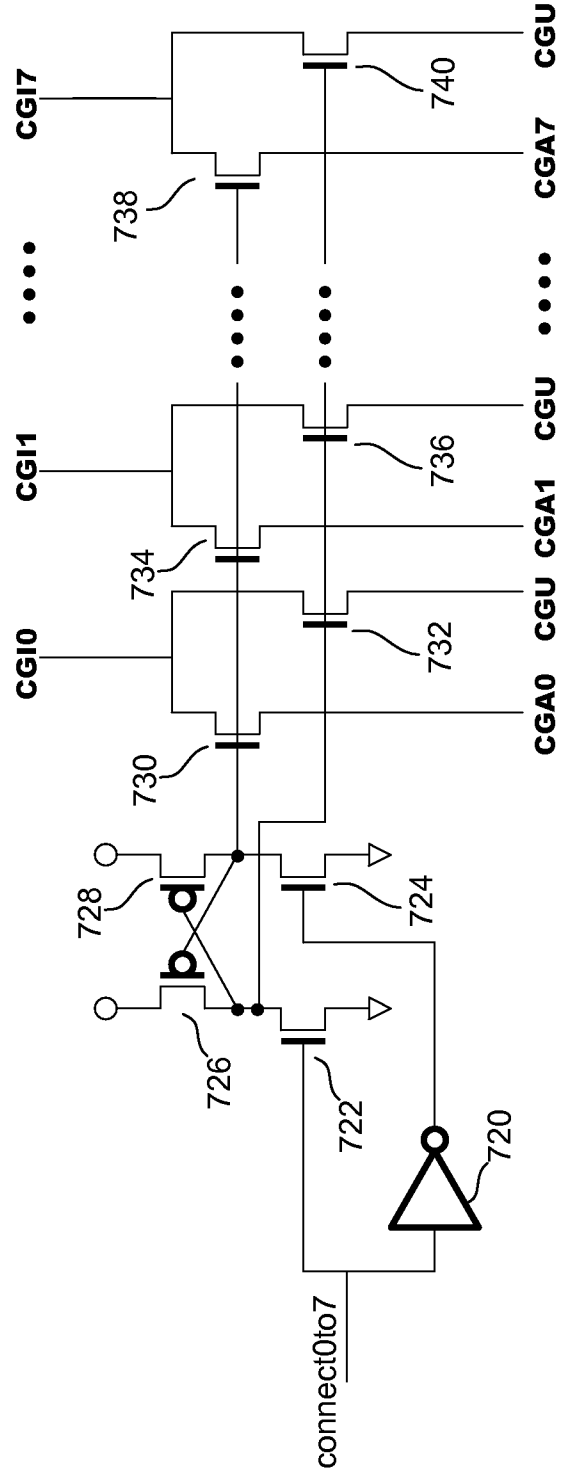 CGI0
CGI1
CGI7
730
734
738
728
726
732
736
740
724
722
720
connect0to7
CGA0
CGU
CGA1
CGU
CGA7
CGU